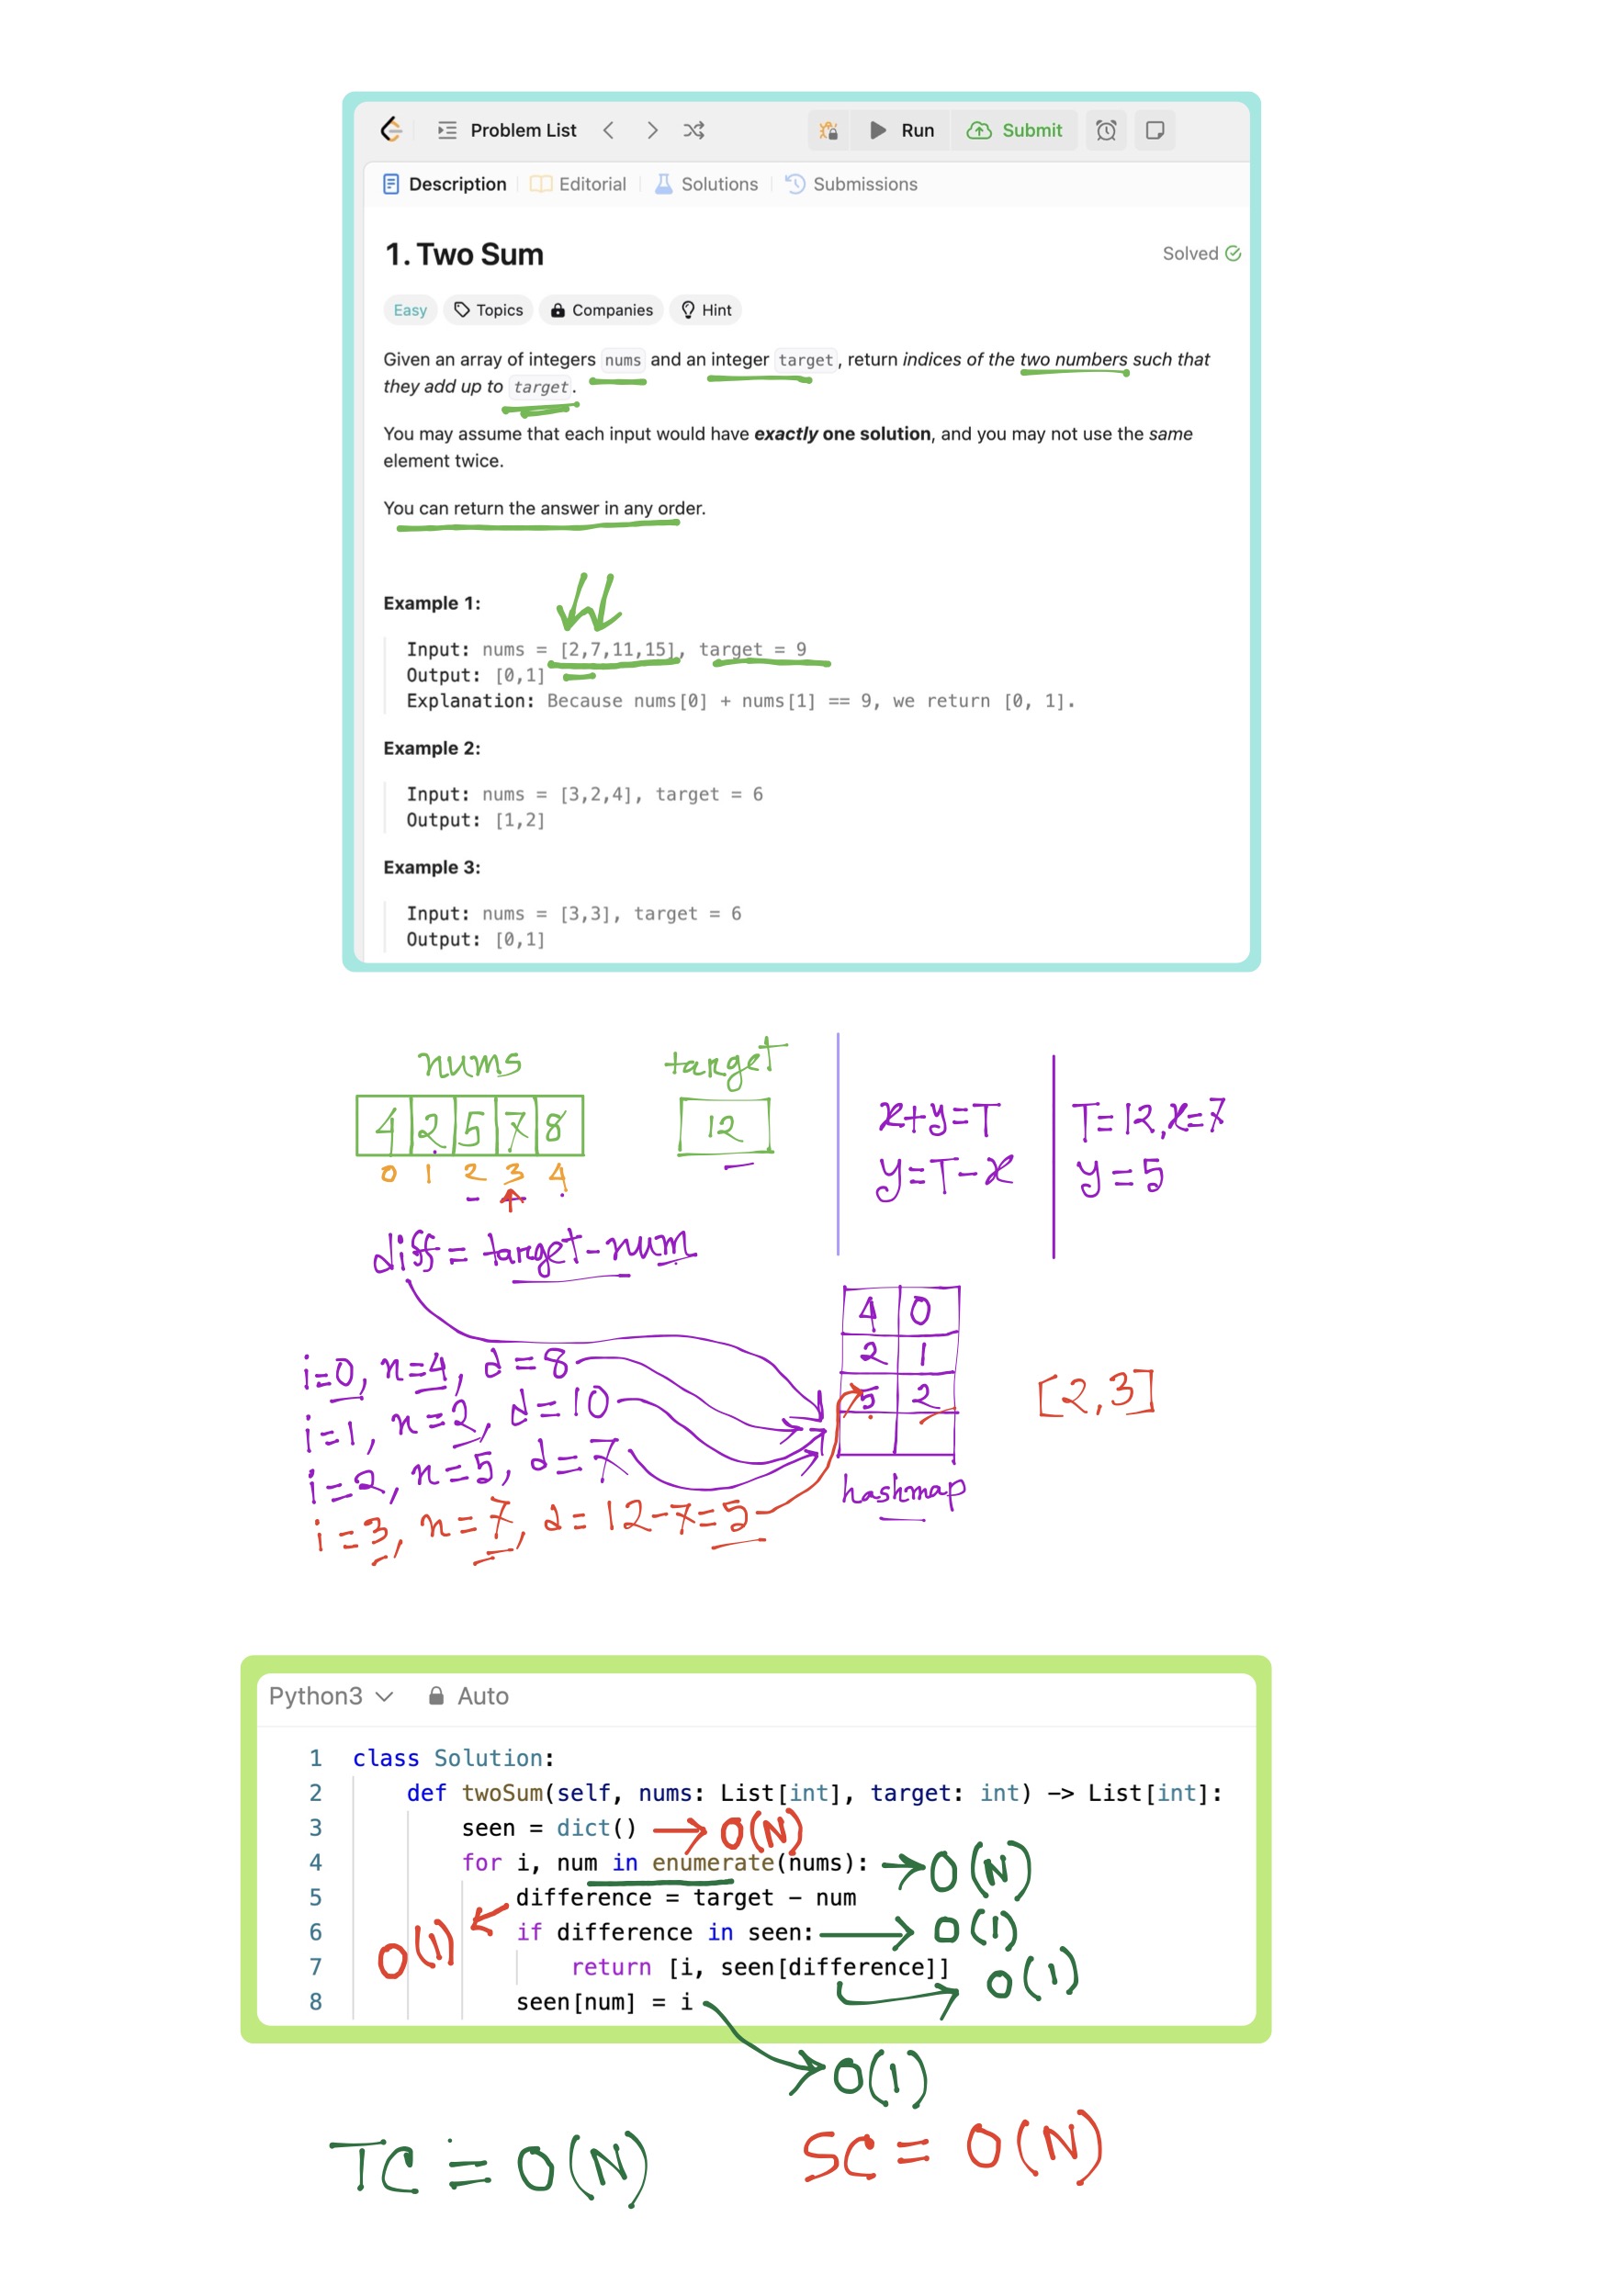 Problem List Run Submit
Description Editorial Solutions Submissions
1. Two Sum Solved
Easy Topics Companies Hint
Given an array of integers nums and an integer target, return indices of the two numbers such that
they add up to target.
You may assume that each input would have exactly one solution, and you may not use the same
element twice.
You can return the answer in any order.
Example 1:
Input: nums = [2,7,11,15], target = 9
Output: [0,1]
Explanation: Because nums[0] + nums[1] == 9, we return [0, 1].
Example 2:
Input: nums = [3,2,4], target = 6
Output: [1,2]
Example 3:
Input: nums = [3,3], target = 6
Output: [0,1]
nums target
4 2 5 7 8 12
0 1 2 3 4
x+y=T
y=T-x
T=12,x=7
y=5
diff = target-num
i=0, n=4, d=8
i=1, n=2, d=10
i=2, n=5, d=7
i=3, n=7, d=12-7=5
4 0
2 1
5 2
hashmap
[2,3]
Python3 Auto
1 class Solution:
2 def twoSum(self, nums: List[int], target: int) -> List[int]:
3 seen = dict() O(N)
4 for i, num in enumerate(nums): O(N)
5 difference = target - num O(1)
6 if difference in seen: O(1)
7 return [i, seen[difference]] O(1)
8 seen[num] = i O(1)
TC = O(N) SC = O(N)